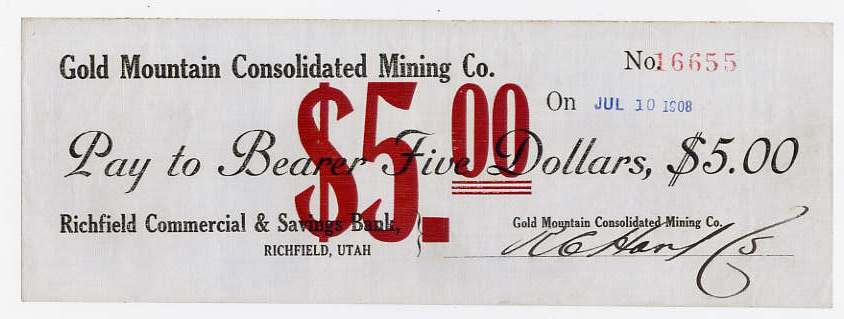 Gold Mountain Consolidated Mining Co.
No. 16655
On JUL 10 1908
$5.00
Pay to Bearer Five Dollars, $5.00
Richfield Commercial & Savings Bank,
RICHFIELD, UTAH
Gold Mountain Consolidated Mining Co.